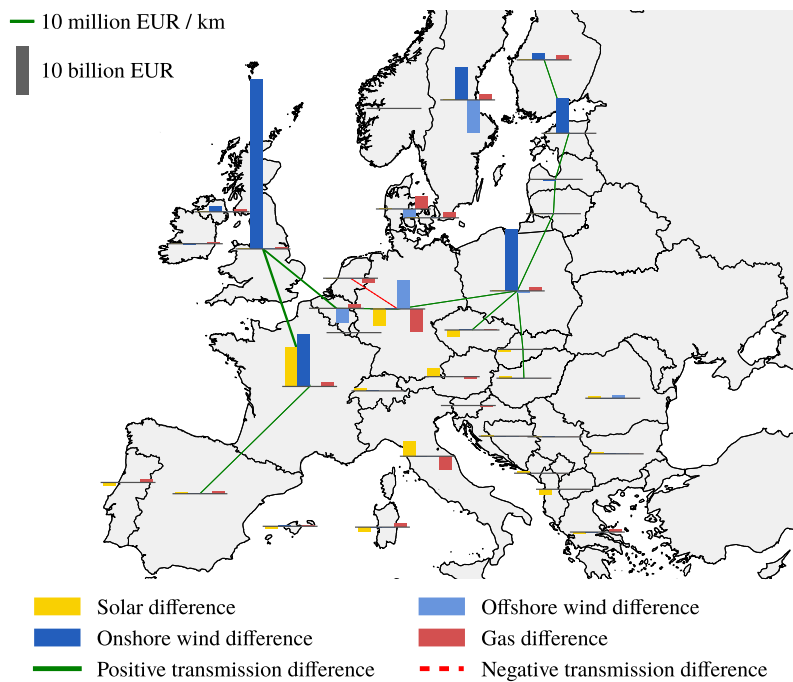 10 million EUR / km
10 billion EUR
Solar difference
Offshore wind difference
Onshore wind difference
Gas difference
Positive transmission difference
Negative transmission difference